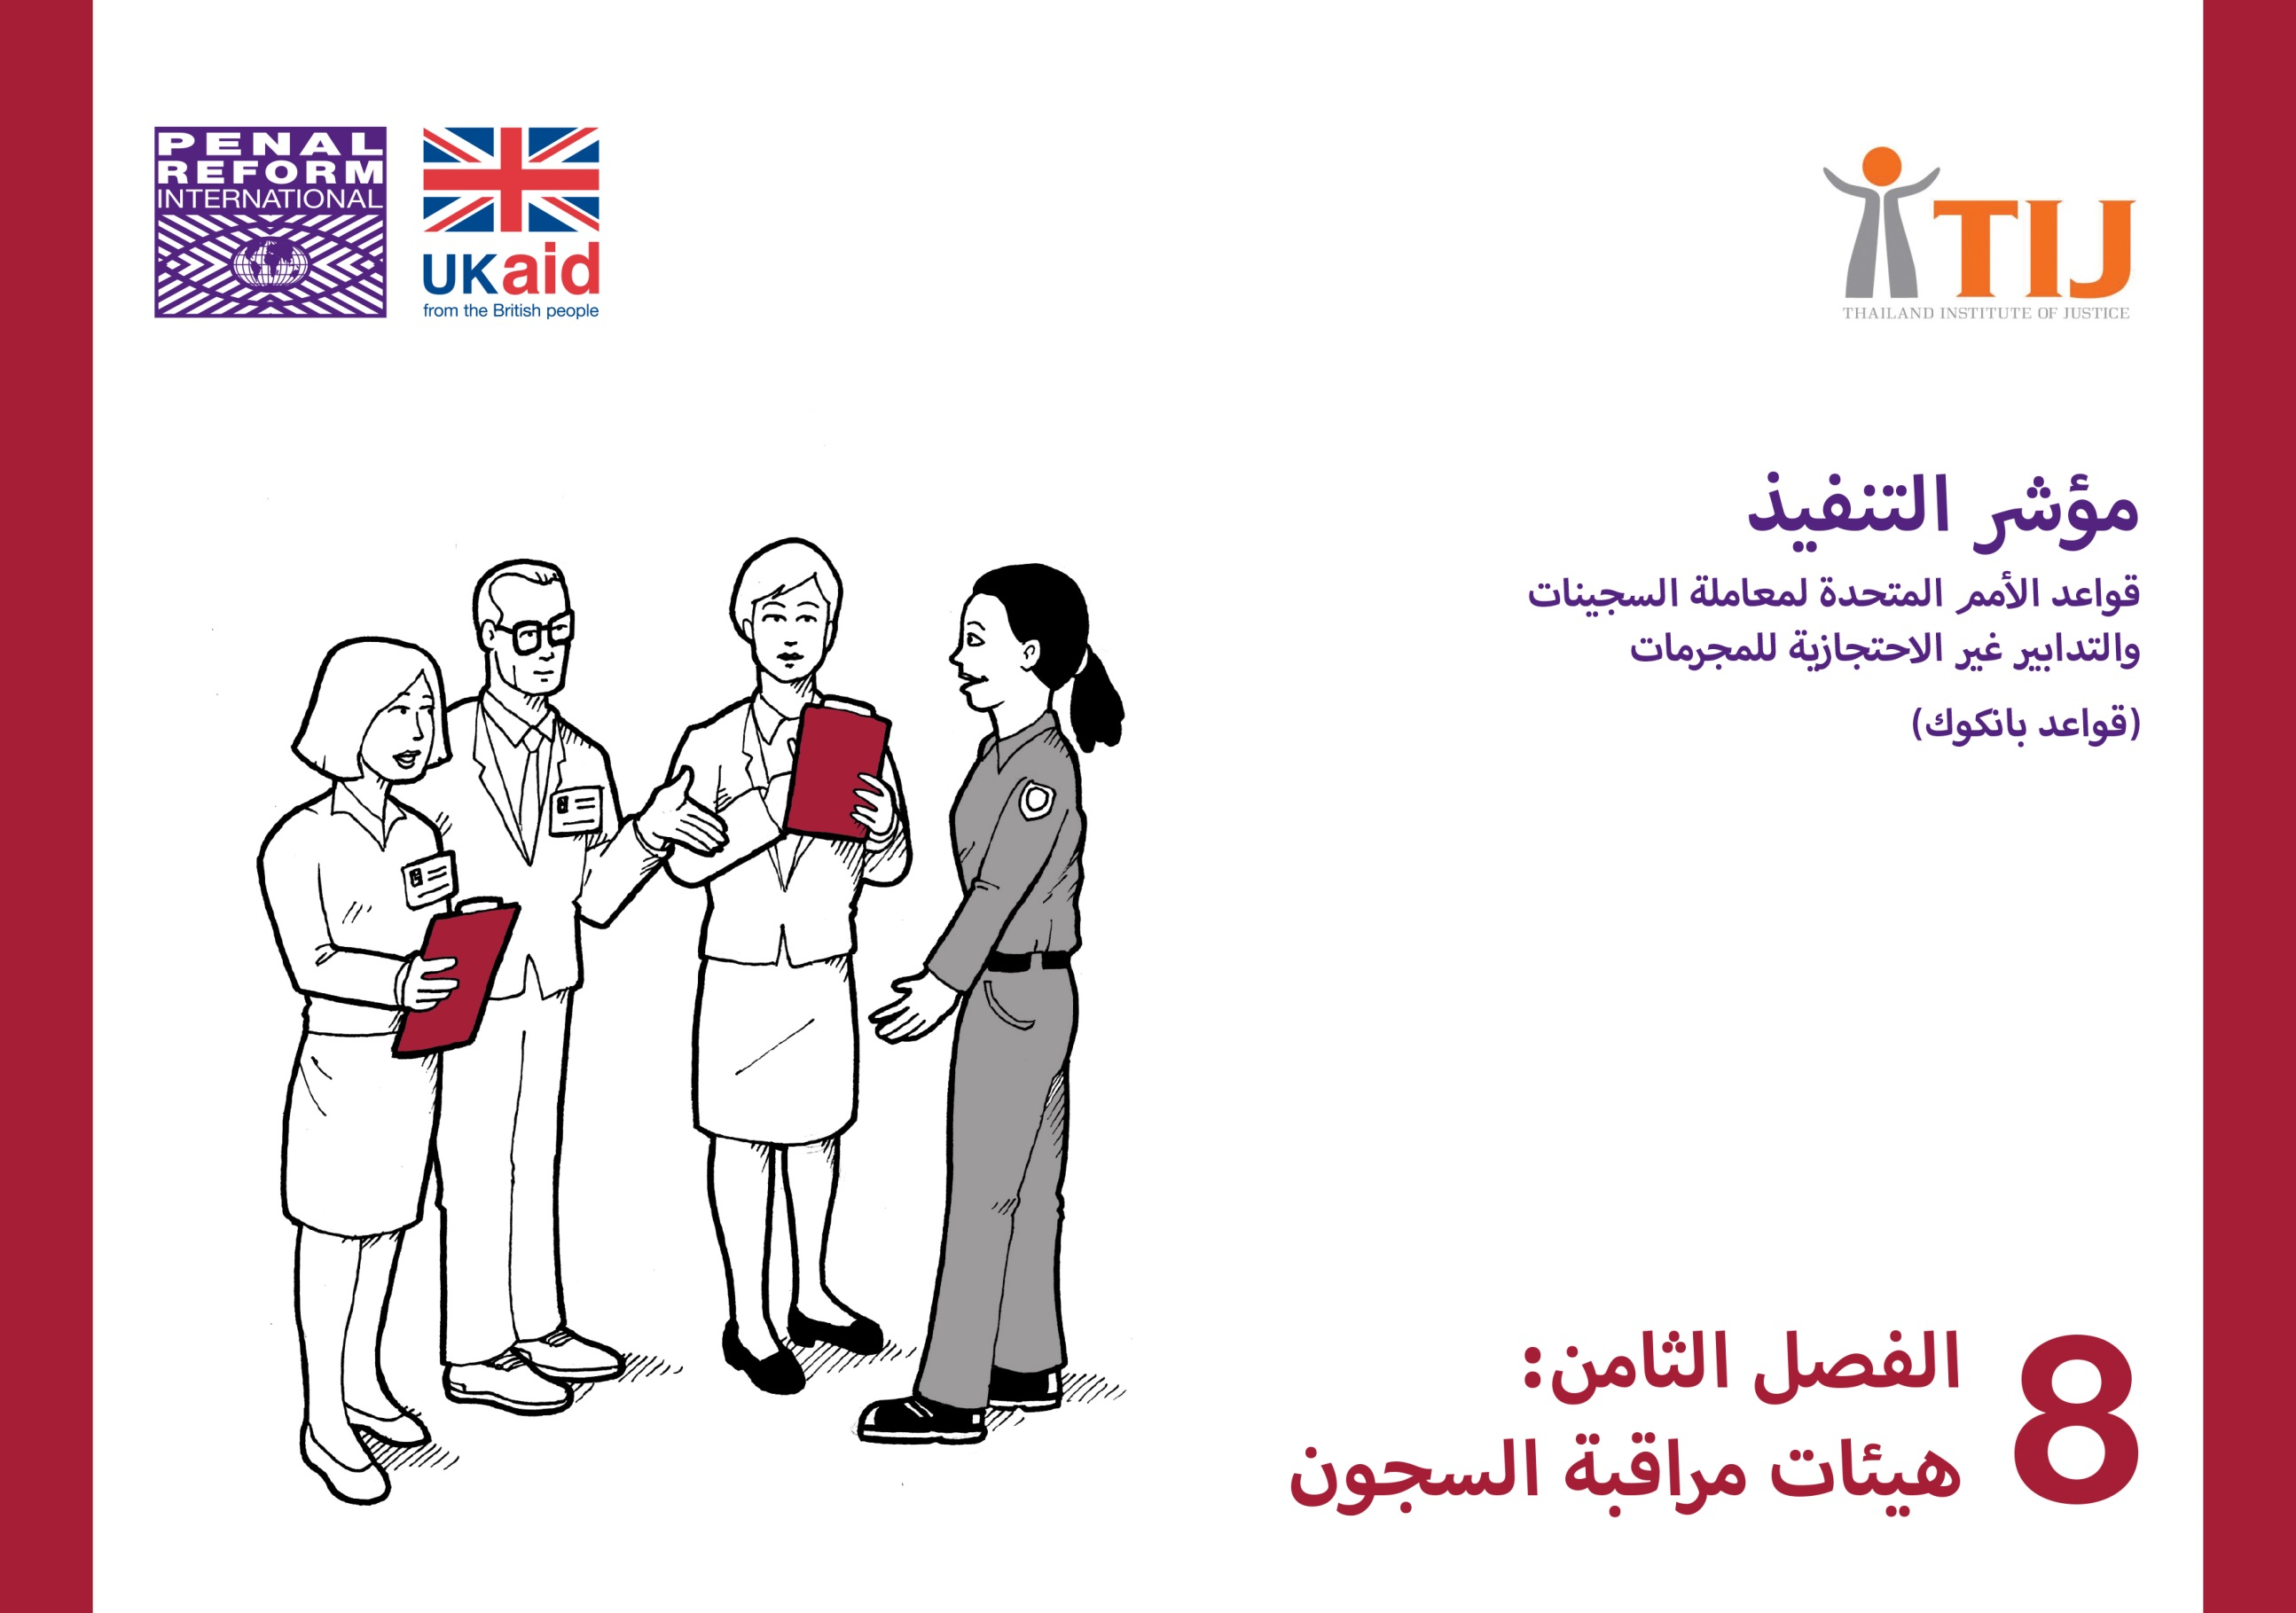 PENAL
REFORM
INTERNATIONAL
UKaid
from the British people
TIJ
THAILAND INSTITUTE OF JUSTICE
مؤشر التنفيذ
قواعد الأمم المتحدة لمعاملة السجينات
والتدابير غير الاحتجازية للمجرمات
(قواعد بانكوك)
8
الفصل الثامن:
هيئات مراقبة السجون